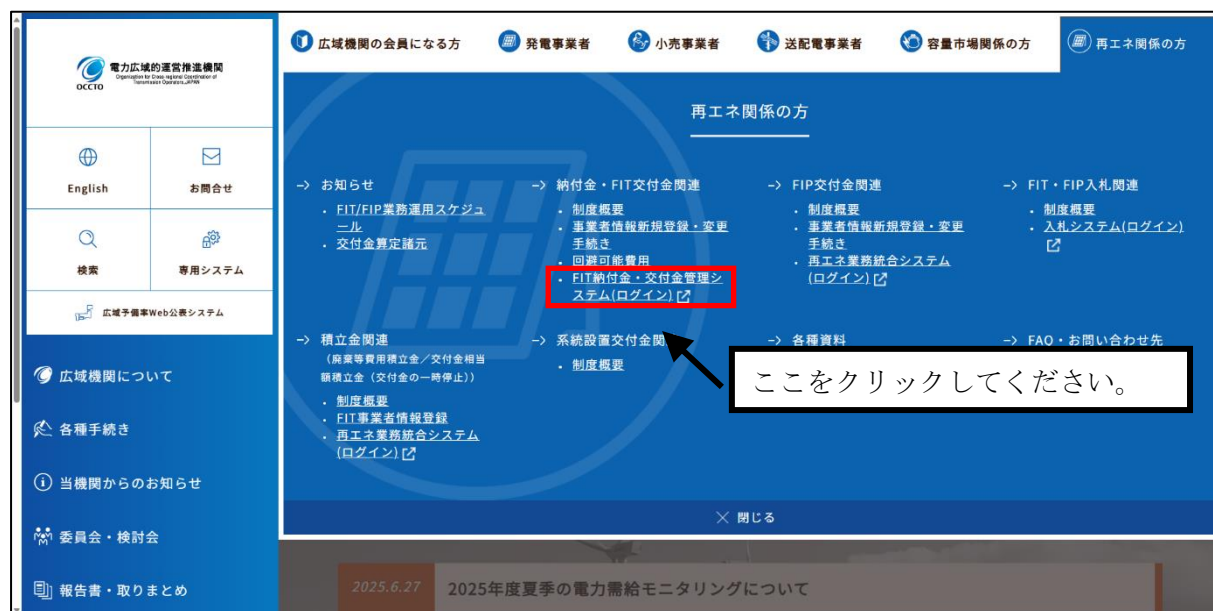 広域機関の会員になる方
発電事業者
小売事業者
送配電事業者
容量市場関係の方
再エネ関係の方
電力広域的運営推進機関
Organization for Cross-regional Coordination of
Transmission Operators, JAPAN
OCCTO
English
お問合せ
検索
専用システム
広域予備率Web公表システム
広域機関について
各種手続き
当機関からのお知らせ
委員会・検討会
報告書・取りまとめ
再エネ関係の方
お知らせ
・FIT/FIP業務運用スケジュ
ール
・交付金算定諸元
納付金・FIT交付金関連
・制度概要
・事業者情報新規登録・変更
手続き
・回避可能費用
・FIT納付金・交付金管理シ
ステム(ログイン)
FIP交付金関連
・制度概要
・事業者情報新規登録・変更
手続き
・再エネ業務統合システム
(ログイン)
FIT・FIP入札関連
・制度概要
・入札システム(ログイン)
積立金関連
（廃棄等費用積立金／交付金相当
額積立金（交付金の一時停止））
・制度概要
・FIT事業者情報登録
・再エネ業務統合システム
(ログイン)
系統設置交付金関
・制度概要
各種資料
FAQ・お問い合わせ先
ここをクリックしてください。
閉じる
2025.6.27
2025年度夏季の電力需給モニタリングについて